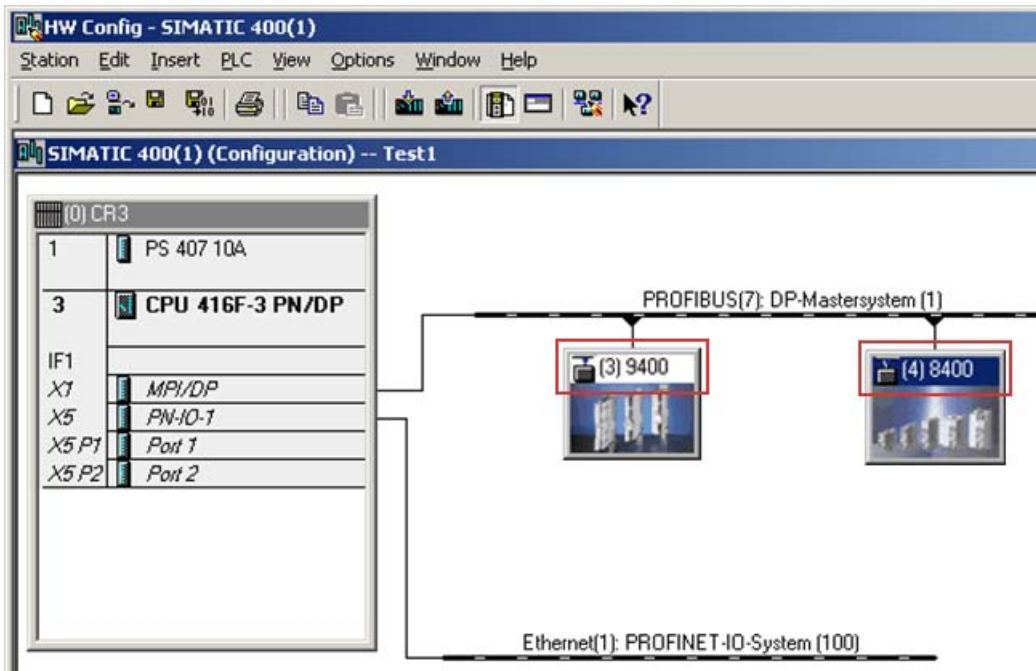 HW Config - SIMATIC 400(1)
Station Edit Insert PLC View Options Window Help
SIMATIC 400(1) (Configuration) -- Test1
(0) CR3
1 PS 407 10A
3 CPU 416F-3 PN/DP
IF1
X1 MPI/DP
X5 PN-IO-1
X5 P1 Port 1
X5 P2 Port 2
PROFIBUS(7): DP-Mastersystem (1)
(3) 9400
(4) 8400
Ethernet(1): PROFINET-IO-System (100)